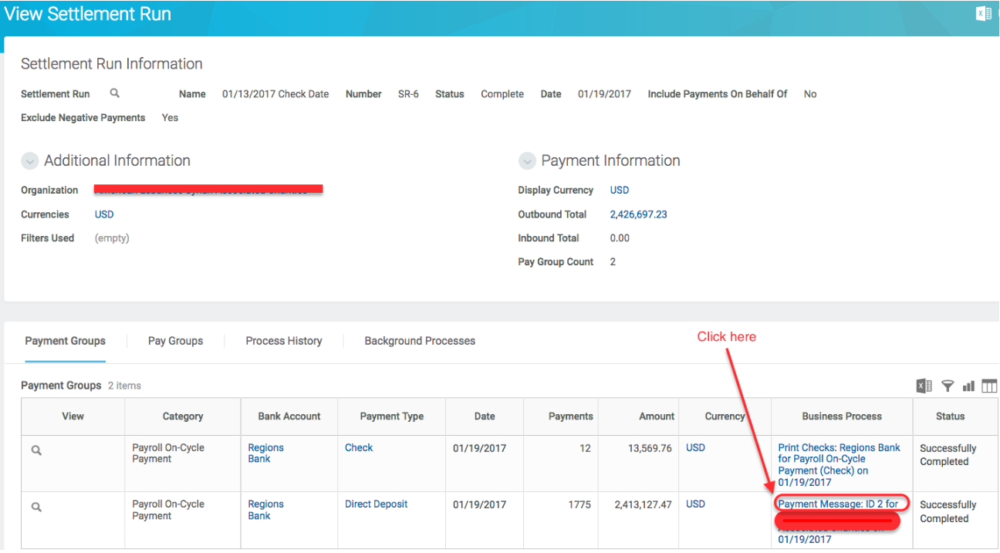 View Settlement Run
Settlement Run Information
Settlement Run Name 01/13/2017 Check Date Number SR-6 Status Complete Date 01/19/2017 Include Payments On Behalf Of No
Exclude Negative Payments Yes
Additional Information Payment Information
Organization Display Currency USD
Currencies USD Outbound Total 2,426,697.23
Filters Used (empty) Inbound Total 0.00
Pay Group Count 2
Payment Groups Pay Groups Process History Background Processes
Click here
Payment Groups 2 items
View Category Bank Account Payment Type Date Payments Amount Currency Business Process Status
Payroll On-Cycle Regions Check 01/19/2017 12 13,569.76 USD Print Checks: Regions Bank Successfully
Payment Bank for Payroll On-Cycle Completed
Payment (Check) on
01/19/2017
Payroll On-Cycle Regions Direct Deposit 01/19/2017 1775 2,413,127.47 USD Payment Message: ID 2 for Successfully
Payment Bank Completed
01/19/2017